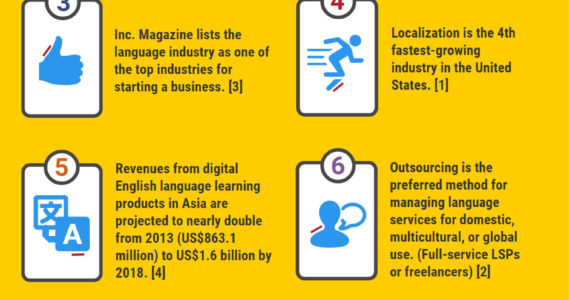 3
Inc. Magazine lists the
language industry as one of
the top industries for
starting a business. [3]
4
Localization is the 4th
fastest-growing
industry in the United
States. [1]
5
文
A
Revenues from digital
English language learning
products in Asia are
projected to nearly double
from 2013 (US$863.1
million) to US$1.6 billion by
2018. [4]
6
Outsourcing is the
preferred method for
managing language
services for domestic,
multicultural, or global
use. (Full-service LSPs
or freelancers) [2]